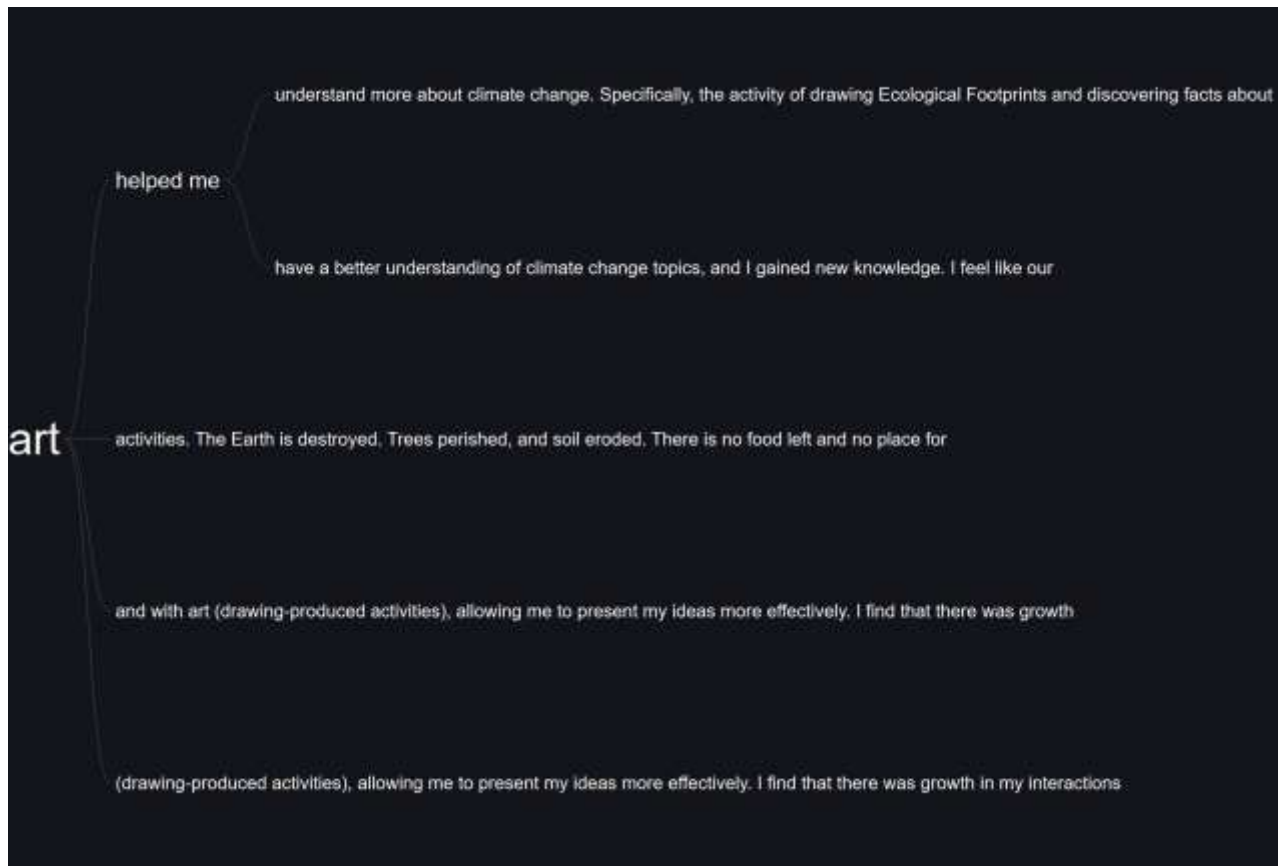 understand more about climate change. Specifically, the activity of drawing Ecological Footprints and discovering facts about
helped me
have a better understanding of climate change topics, and I gained new knowledge. I feel like our
art
activities. The Earth is destroyed, Trees perished, and soil eroded. There is no food left and no place for
and with art (drawing-produced activities), allowing me to present my ideas more effectively. I find that there was growth
(drawing-produced activities), allowing me to present my ideas more effectively. I find that there was growth in my interactions